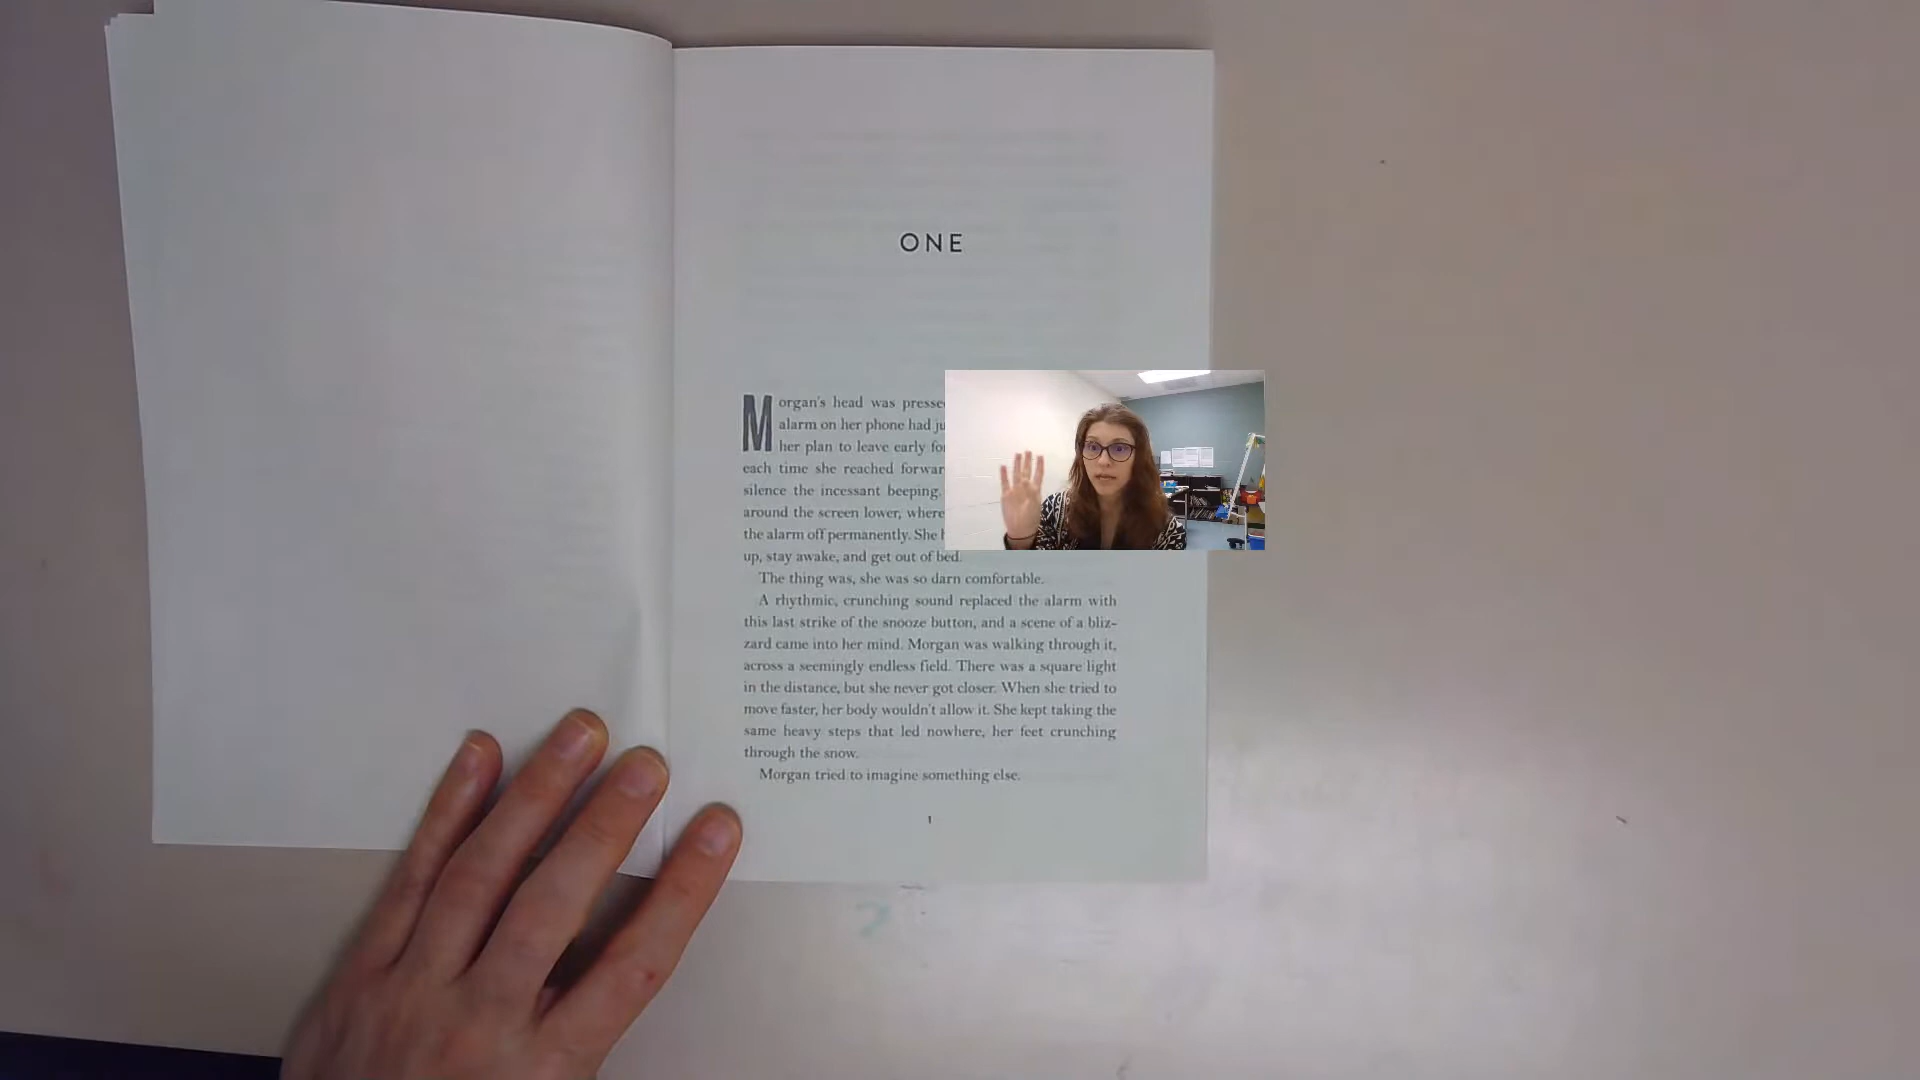 ONE
Morgan's head was presse
alarm on her phone had ju
her plan to leave early fo
each time she reached forwar
silence the incessant beeping.
around the screen lower, where
the alarm off permanently. She h
up, stay awake, and get out of bed.
The thing was, she was so darn comfortable.
A rhythmic, crunching sound replaced the alarm with
this last strike of the snooze button, and a scene of a bliz-
zard came into her mind. Morgan was walking through it,
across a seemingly endless field. There was a square light
in the distance, but she never got closer. When she tried to
move faster, her body wouldn't allow it. She kept taking the
same heavy steps that led nowhere, her feet crunching
through the snow.
Morgan tried to imagine something else.
1